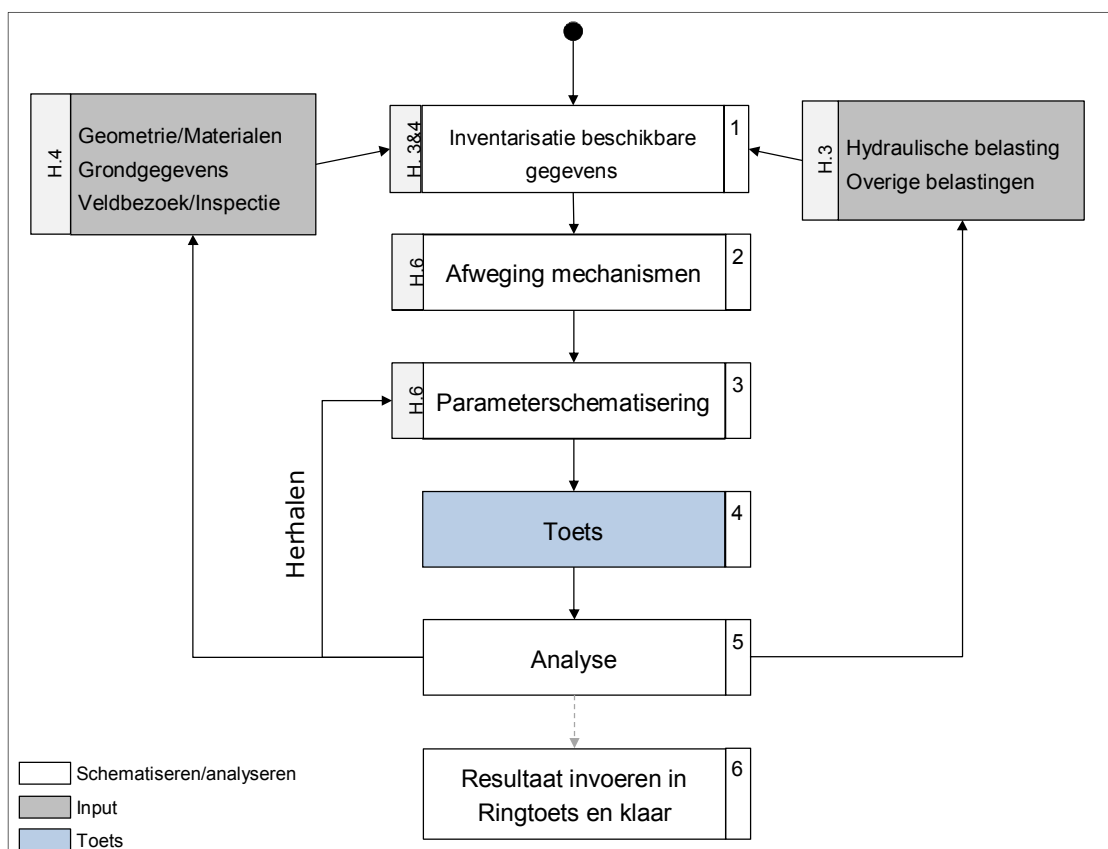 H.4
Geometrie/Materialen
Grondgegevens
Veldbezoek/Inspectie
H. 3&4
Inventarisatie beschikbare
gegevens
1
H.3
Hydraulische belasting
Overige belastingen
H.6
Afweging mechanismen
2
H.6
Parameterschematisering
3
Herhalen
Toets
4
Analyse
5
Resultaat invoeren in
Ringtoets en klaar
6
Schematiseren/analyseren
Input
Toets